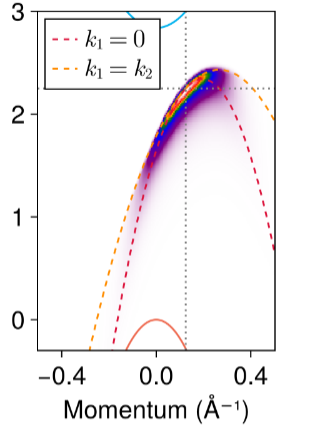 3
k₁ = 0
k₁ = k₂
2
1
0
−0.4 0.0 0.4
Momentum (Å⁻¹)